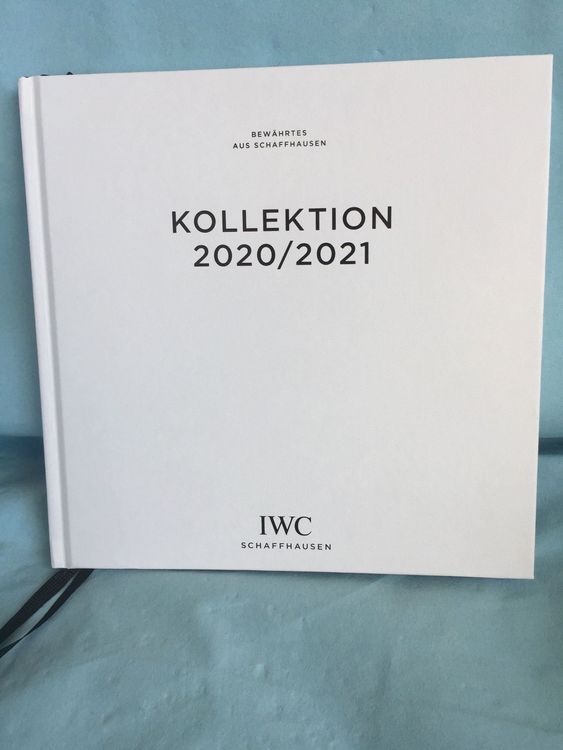 BEWÄHRTES
AUS SCHAFFHAUSEN
KOLLEKTION
2020/2021
IWC
SCHAFFHAUSEN